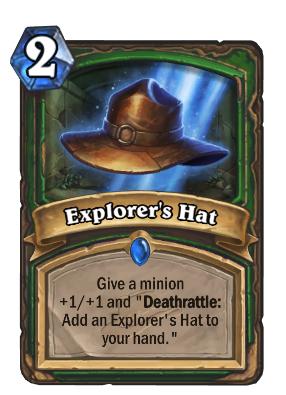 2
Explorer's Hat
Give a minion
+1/+1 and "Deathrattle:
Add an Explorer's Hat to
your hand."